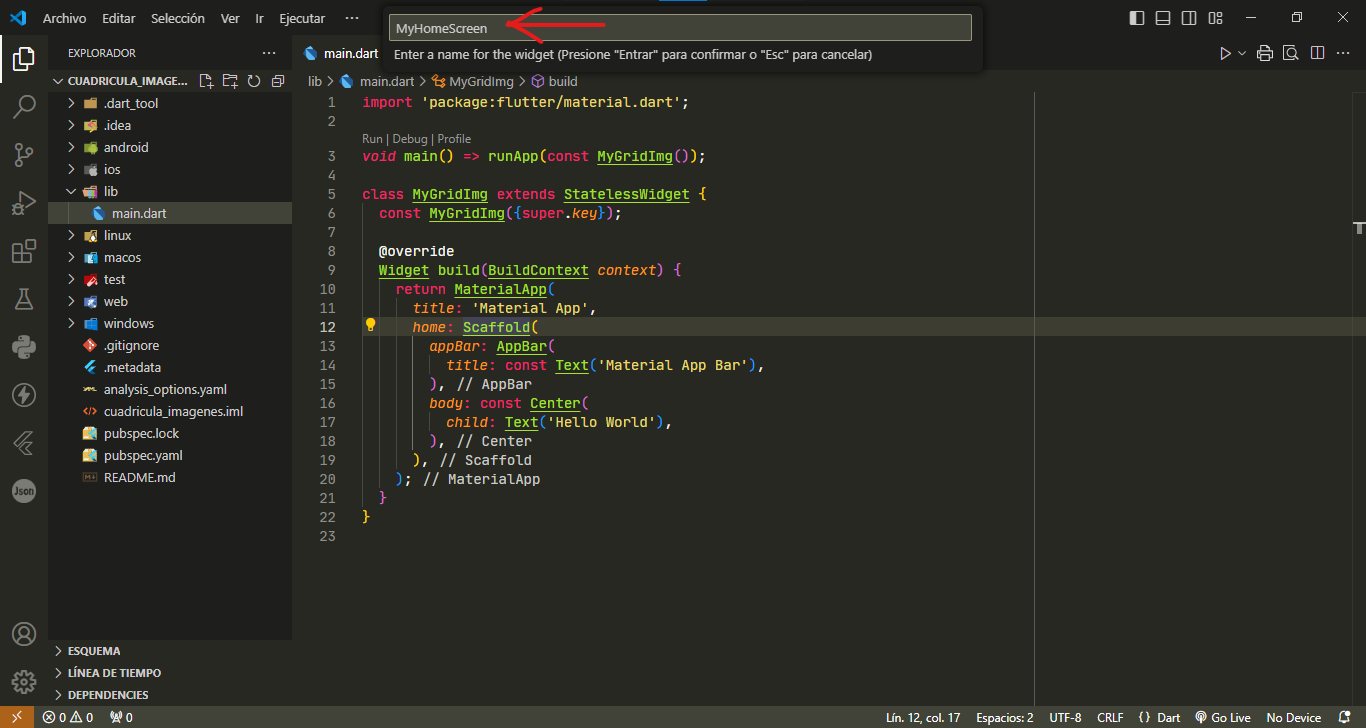 Archivo Editar Selección Ver Ir Ejecutar ···
MyHomeScreen
Enter a name for the widget (Presione "Entrar" para confirmar o "Esc" para cancelar)
EXPLORADOR ···
CUADRICULA_IMAGE...
.dart_tool
.idea
android
ios
lib
main.dart
linux
macos
test
web
windows
.gitignore
.metadata
analysis_options.yaml
cuadricula_imagenes.iml
pubspec.lock
pubspec.yaml
README.md
ESQUEMA
LÍNEA DE TIEMPO
DEPENDENCIES
Json
main.dart
lib > main.dart > MyGridImg > build
1 import 'package:flutter/material.dart';
2
Run | Debug | Profile
3 void main() => runApp(const MyGridImg());
4
5 class MyGridImg extends StatelessWidget {
6 const MyGridImg({super.key});
7
8 @override
9 Widget build(BuildContext context) {
10 return MaterialApp(
11 title: 'Material App',
12 home: Scaffold(
13 appBar: AppBar(
14 title: const Text('Material App Bar'),
15 ), // AppBar
16 body: const Center(
17 child: Text('Hello World'),
18 ), // Center
19 ), // Scaffold
20 ); // MaterialApp
21 }
22 }
23
0 0 0 Lín. 12, col. 17 Espacios: 2 UTF-8 CRLF {} Dart Go Live No Device